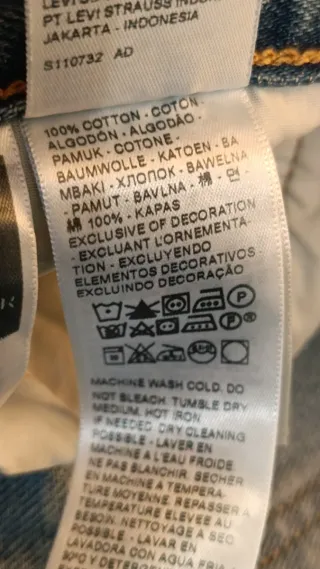 PT LEVI STRAUSS INDON
JAKARTA - INDONESIA
S110732 AD
100% COTTON - COTON -
ALGODÓN - ALGODÃO -
PAMUK - COTONE -
BAUMWOLLE - KATOEN - BA
MBAKI - ХЛОПОК - BAWELNA
- PAMUT - BAVLNA - 棉 - 면
綿 100% - KAPAS
EXCLUSIVE OF DECORATION
- EXCLUANT L'ORNEMENTA-
TION - EXCLUYENDO
ELEMENTOS DECORATIVOS -
EXCLUINDO DECORAÇÃO
P
MACHINE WASH COLD. DO
NOT BLEACH. TUMBLE DRY
MEDIUM. HOT IRON
IF NEEDED. DRY CLEANING
POSSIBLE - LAVER EN
MACHINE A L'EAU FROIDE.
NE PAS BLANCHIR. SECHER
EN MACHINE A TEMPERA-
TURE MOYENNE. REPASSER A
TEMPERATURE ELEVEE AU
BESOIN. NETTOYAGE A SEC
POSSIBLE - LAVAR EN
LAVADORA CON AGUA FRIA